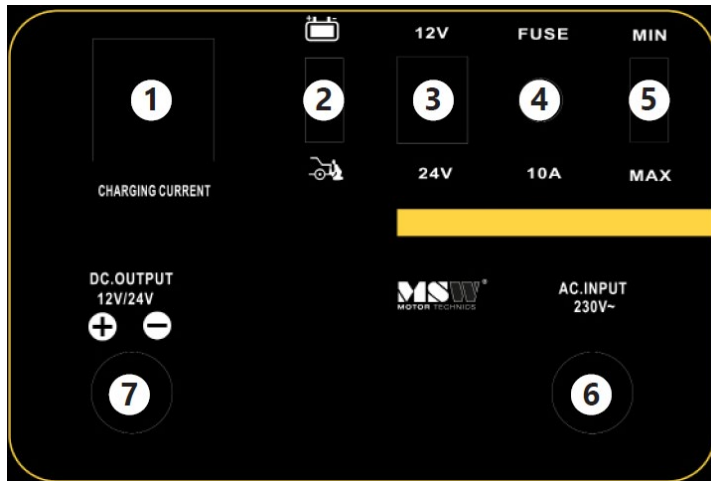 12V FUSE MIN
1 2 3 4 5
24V 10A MAX
CHARGING CURRENT
DC.OUTPUT
12V/24V
+ −
MSW®
MOTOR TECHNICS
AC.INPUT
230V~
7 6